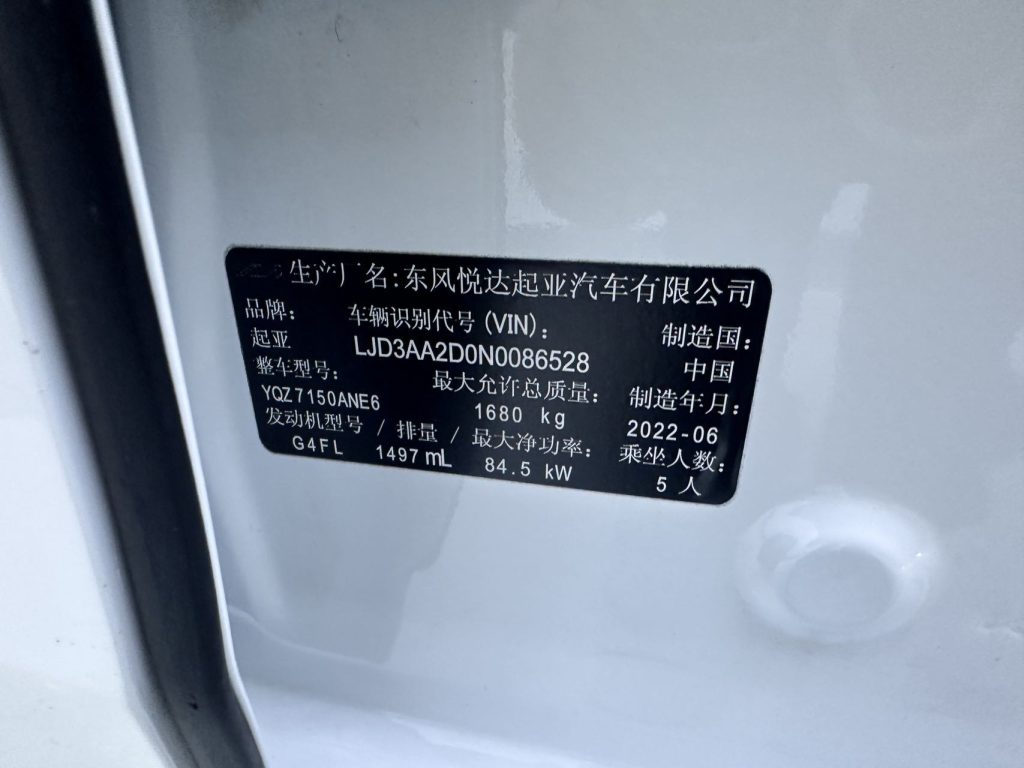 生产厂名:东风悦达起亚汽车有限公司
品牌: 车辆识别代号(VIN): 制造国:
起亚 LJD3AA2D0N0086528 中国
整车型号: 最大允许总质量: 制造年月:
YQZ7150ANE6 1680 kg 2022-06
发动机型号 / 排量 / 最大净功率: 乘坐人数:
G4FL 1497mL 84.5 kW 5 人